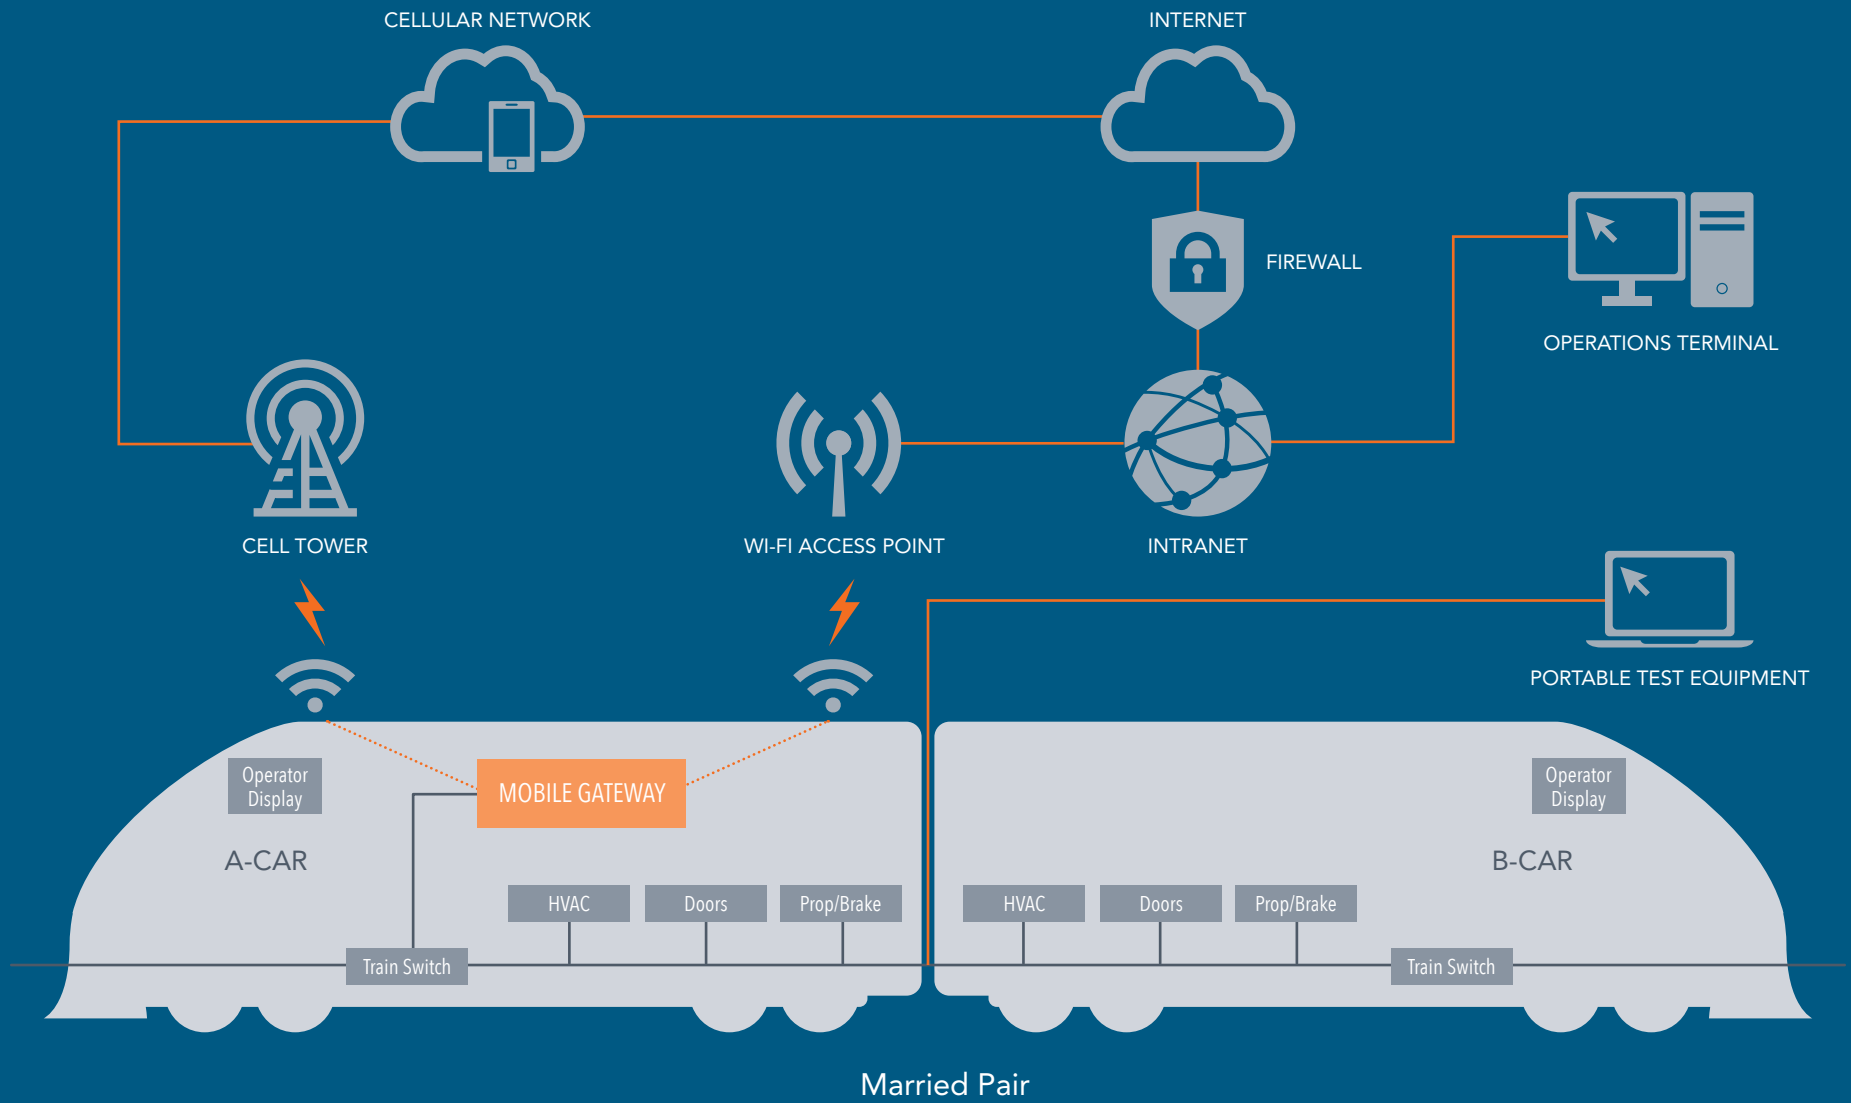 CELLULAR NETWORK
INTERNET
FIREWALL
OPERATIONS TERMINAL
CELL TOWER
WI-FI ACCESS POINT
INTRANET
PORTABLE TEST EQUIPMENT
Operator
Display
MOBILE GATEWAY
Operator
Display
A-CAR
B-CAR
HVAC
Doors
Prop/Brake
HVAC
Doors
Prop/Brake
Train Switch
Train Switch
Married Pair